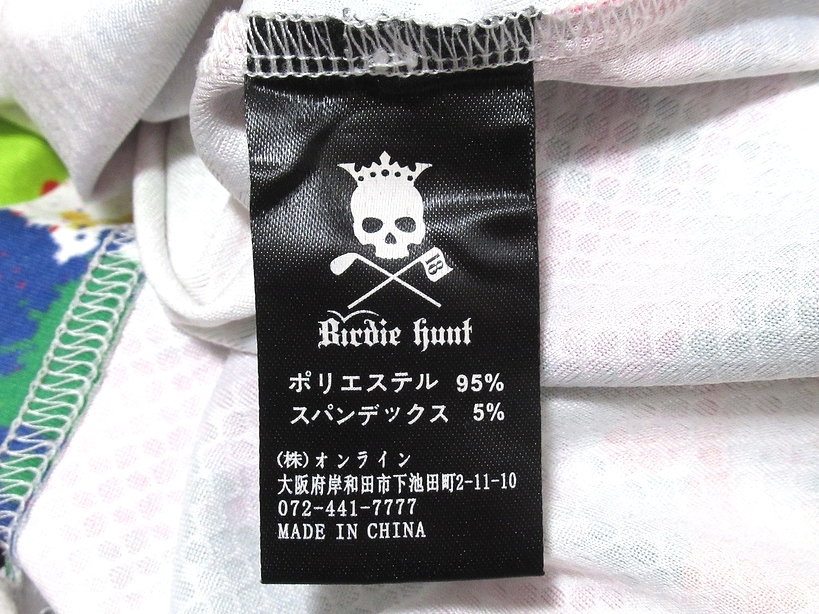 18
Birdie hunt
ポリエステル 95%
スパンデックス 5%
(株)オンライン
大阪府岸和田市下池田町2-11-10
072-441-7777
MADE IN CHINA